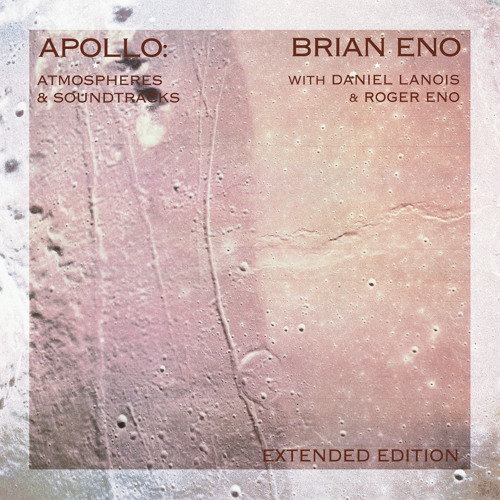 APOLLO:
ATMOSPHERES
& SOUNDTRACKS
BRIAN ENO
WITH DANIEL LANOIS
& ROGER ENO
EXTENDED EDITION